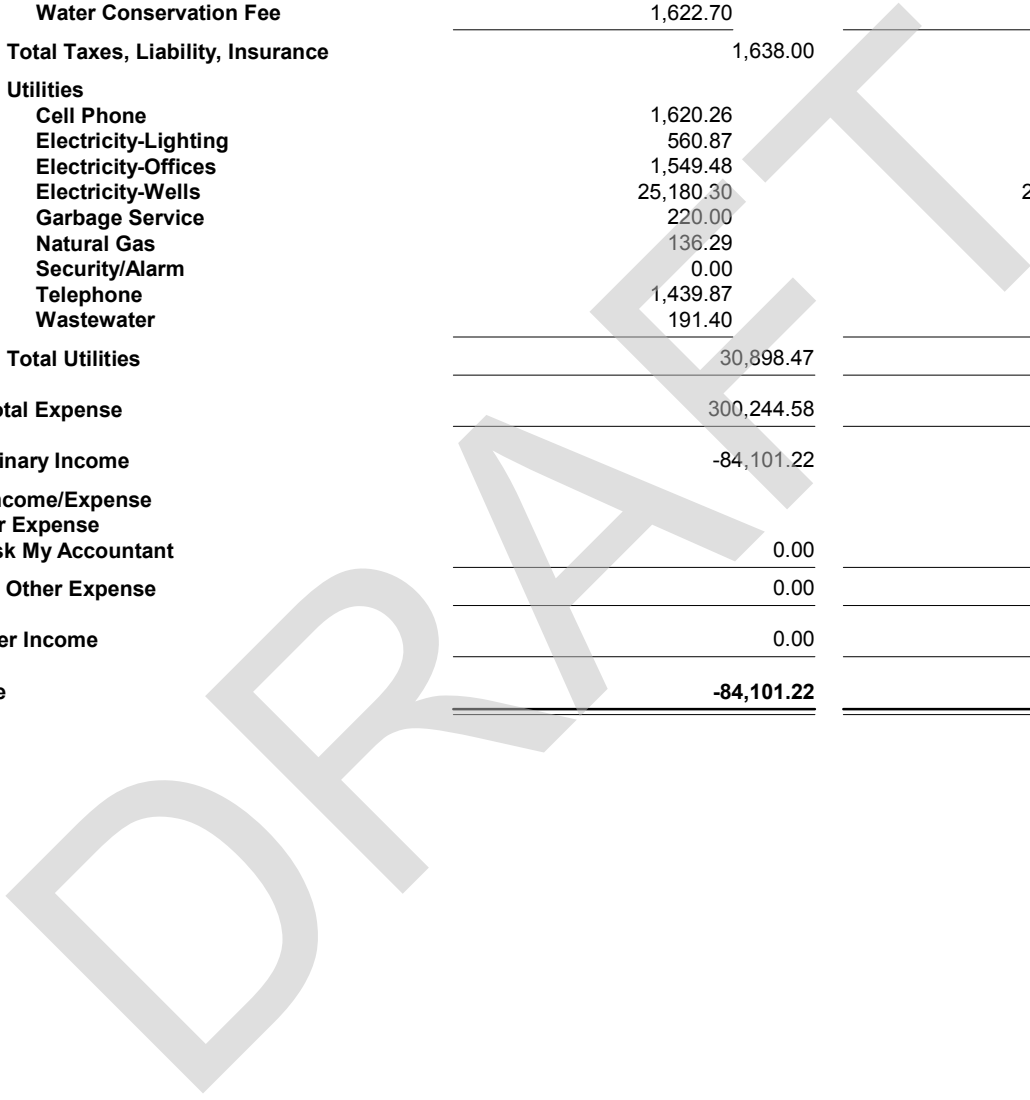 Water Conservation Fee 1,622.70
Total Taxes, Liability, Insurance 1,638.00
Utilities
Cell Phone 1,620.26
Electricity-Lighting 560.87
Electricity-Offices 1,549.48
Electricity-Wells 25,180.30 2
Garbage Service 220.00
Natural Gas 136.29
Security/Alarm 0.00
Telephone 1,439.87
Wastewater 191.40
Total Utilities 30,898.47
otal Expense 300,244.58
inary Income -84,101.22
ncome/Expense
r Expense
sk My Accountant 0.00
Other Expense 0.00
er Income 0.00
e -84,101.22
DRAFT